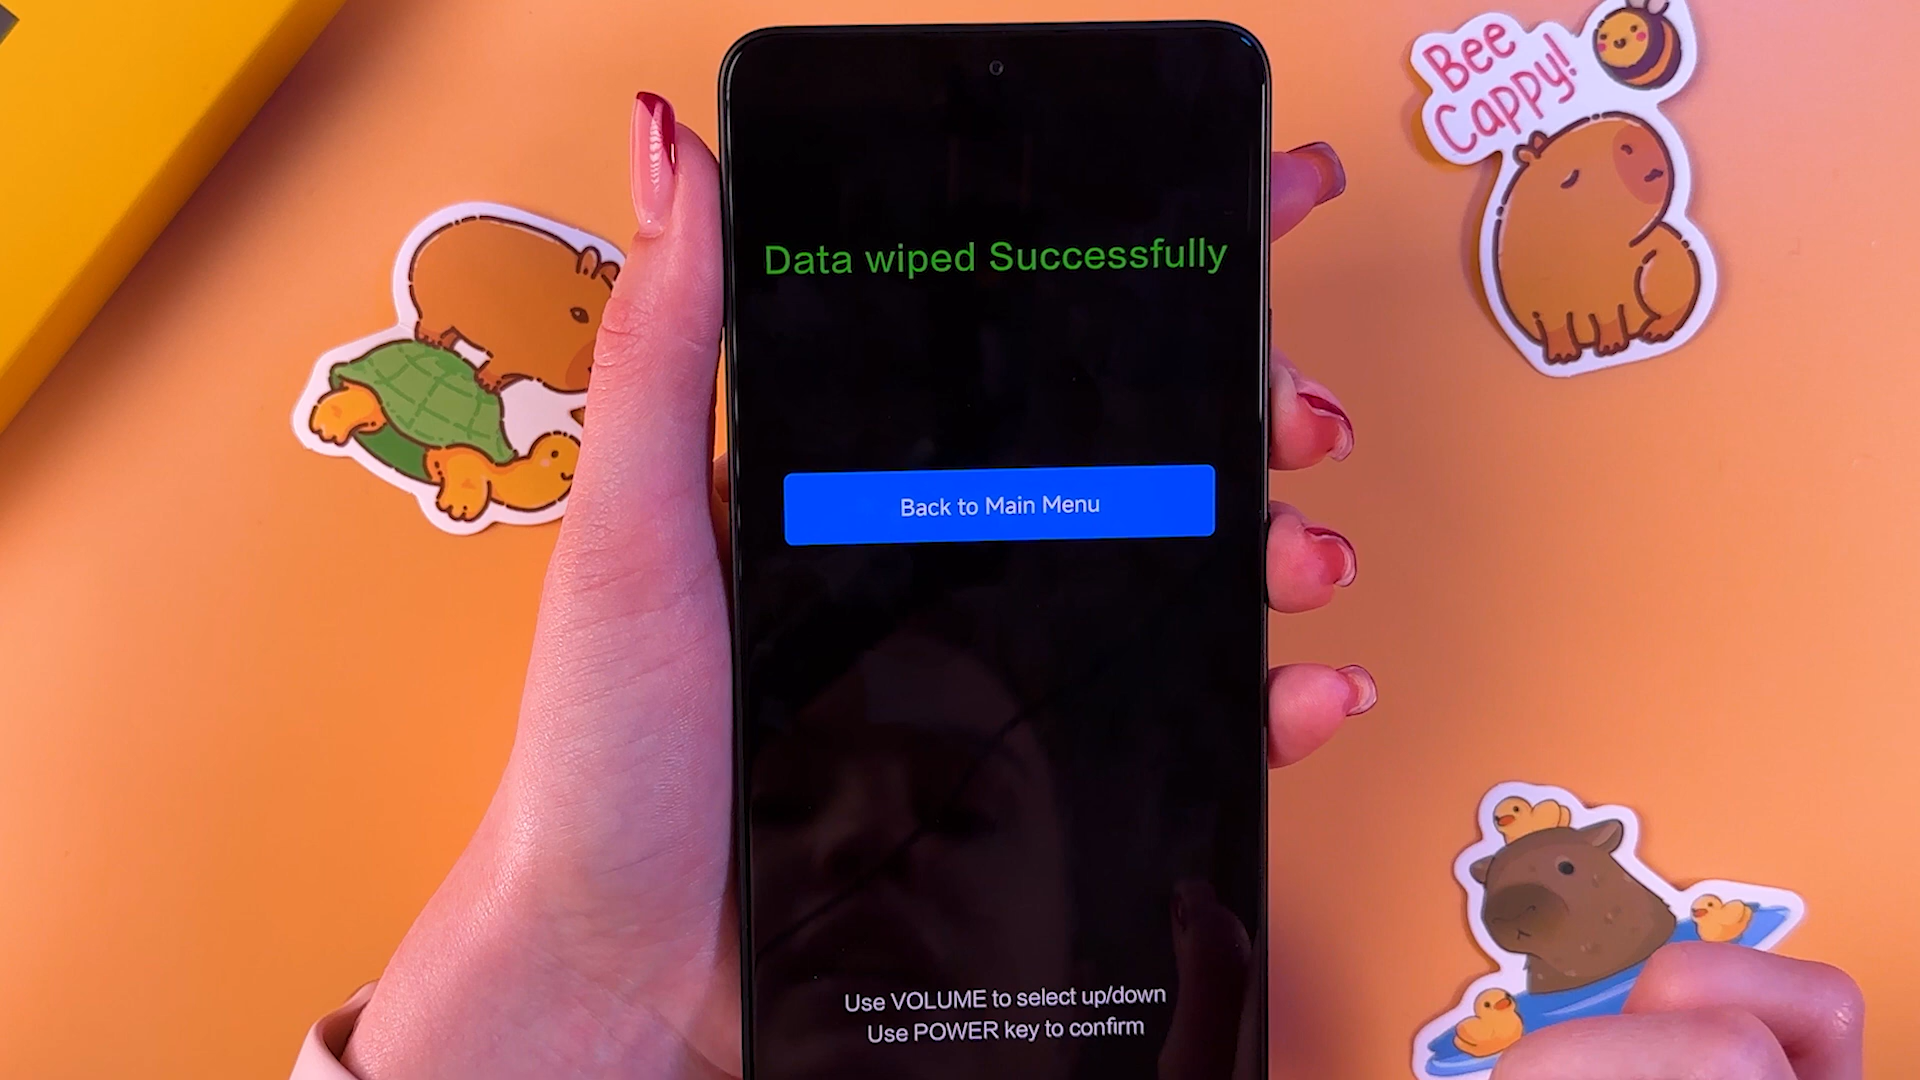 Bee
Cappy!
Data wiped Successfully
Back to Main Menu
Use VOLUME to select up/down
Use POWER key to confirm